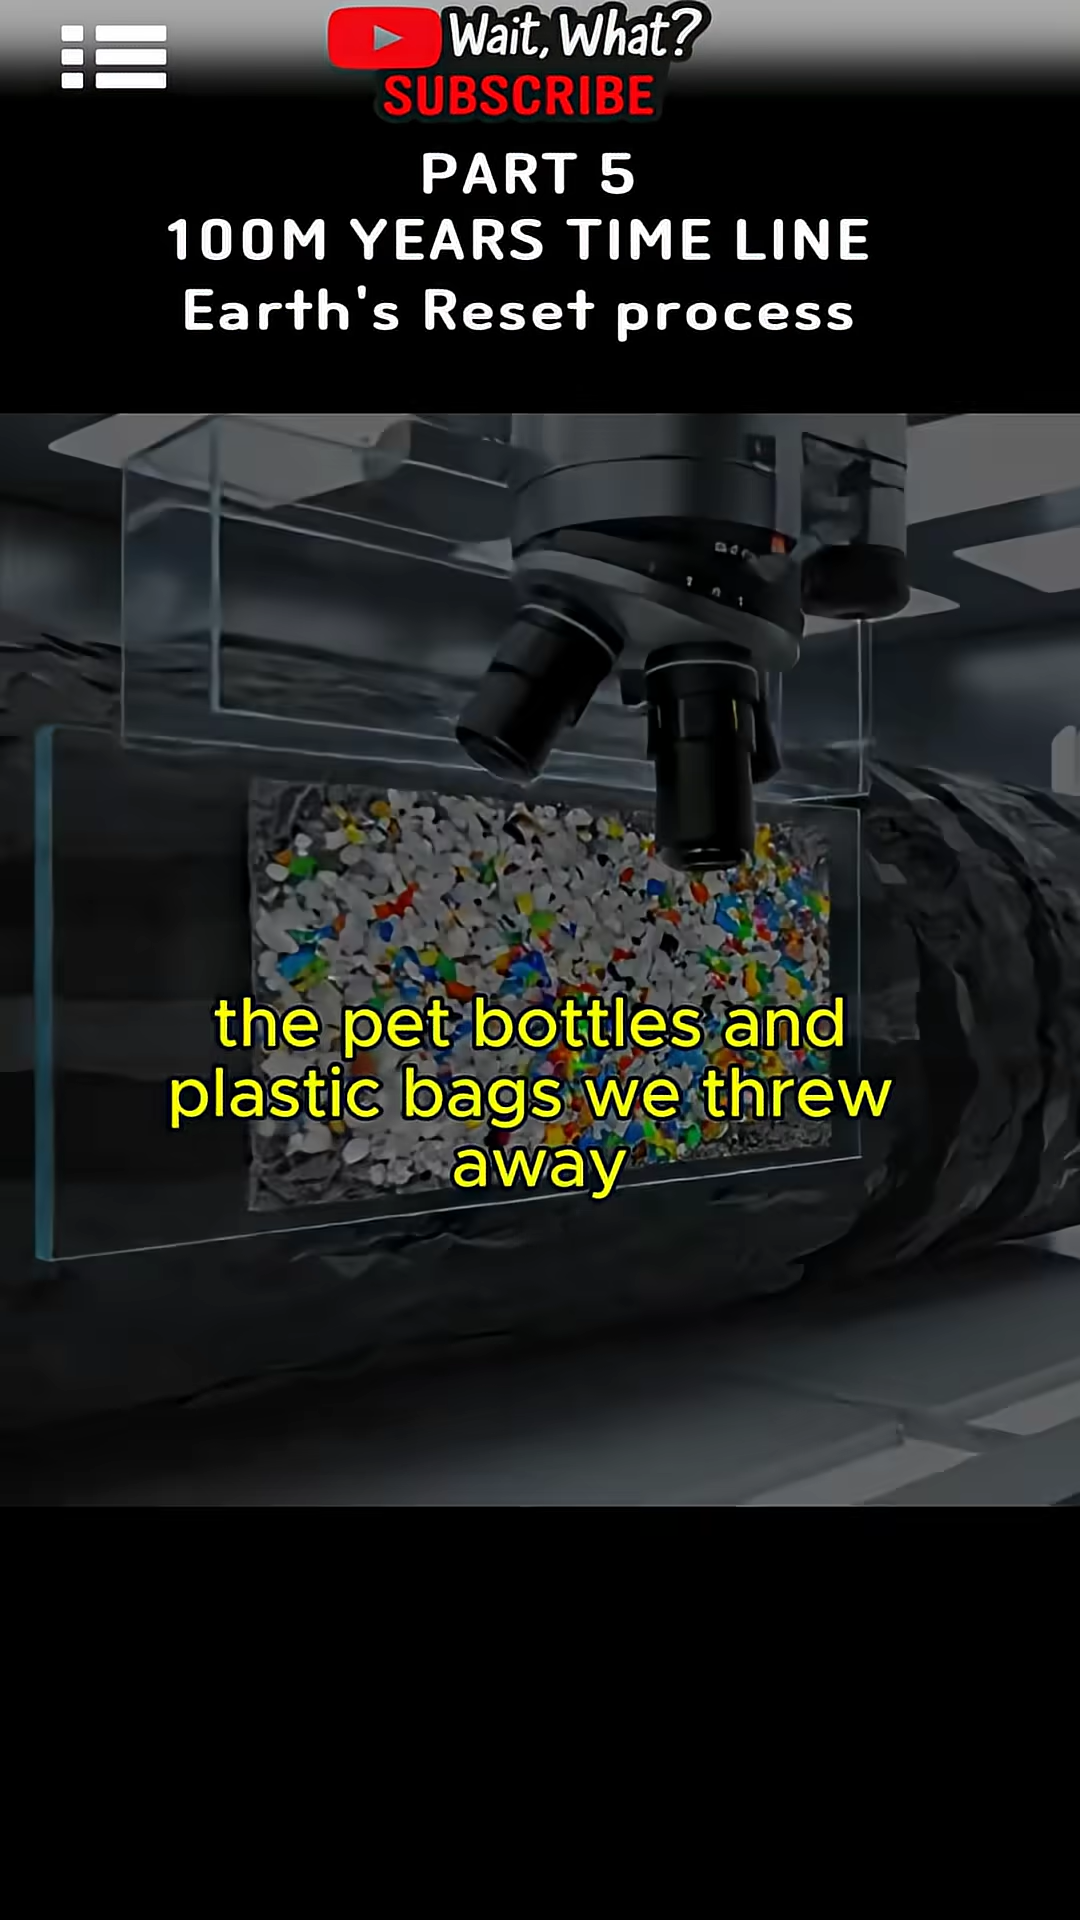 Wait, What?
SUBSCRIBE
PART 5
100M YEARS TIME LINE
Earth's Reset process
the pet bottles and
plastic bags we threw
away